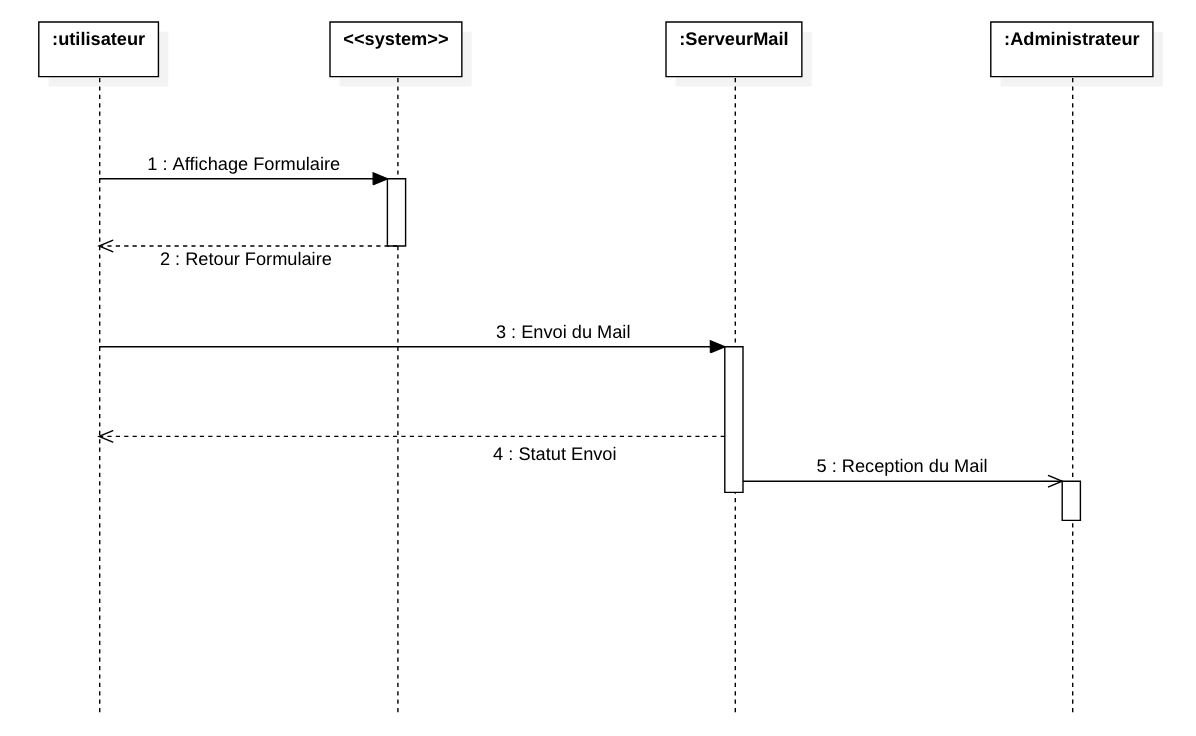 :utilisateur
<<system>>
:ServeurMail
:Administrateur
1 : Affichage Formulaire
2 : Retour Formulaire
3 : Envoi du Mail
4 : Statut Envoi
5 : Reception du Mail